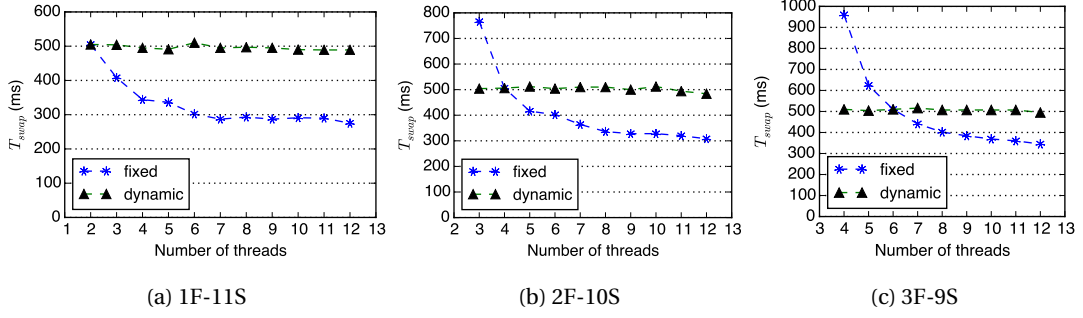 600
500
400
300
200
100
0
T_swap (ms)
fixed
dynamic
1 2 3 4 5 6 7 8 9 10 11 12 13
Number of threads
(a) 1F-11S
800
700
600
500
400
300
200
100
0
T_swap (ms)
fixed
dynamic
2 3 4 5 6 7 8 9 10 11 12 13
Number of threads
(b) 2F-10S
1000
900
800
700
600
500
400
300
200
100
0
T_swap (ms)
fixed
dynamic
3 4 5 6 7 8 9 10 11 12 13
Number of threads
(c) 3F-9S